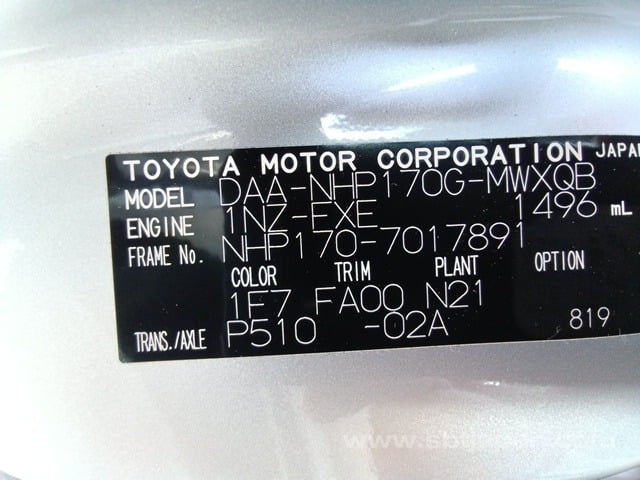 TOYOTA MOTOR CORPORATION JAPAN
MODEL DAA-NHP170G-MWXQB
ENGINE 1NZ-EXE 1496 mL
FRAME No. NHP170-7017891
COLOR TRIM PLANT OPTION
1F7 FA00 N21
TRANS./AXLE P510 -02A 819